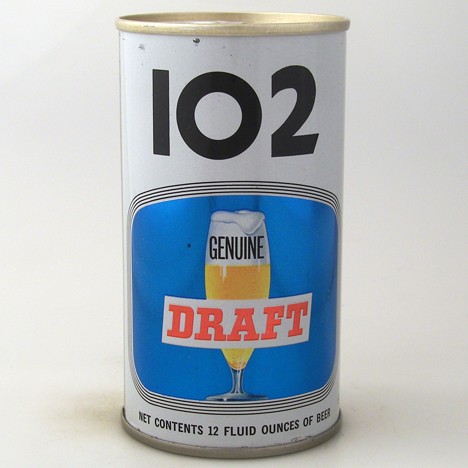 102
GENUINE
DRAFT
NET CONTENTS 12 FLUID OUNCES OF BEER